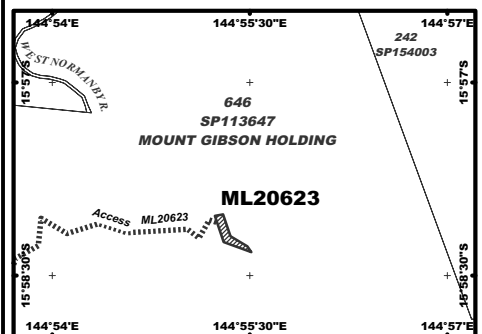 144°54'E 144°55'30"E 144°57'E
242
SP154003
WEST NORMANBY R.
15°57'S 15°57'S
646
SP113647
MOUNT GIBSON HOLDING
ML20623
Access ML20623
15°58'30"S 15°58'30"S
144°54'E 144°55'30"E 144°57'E